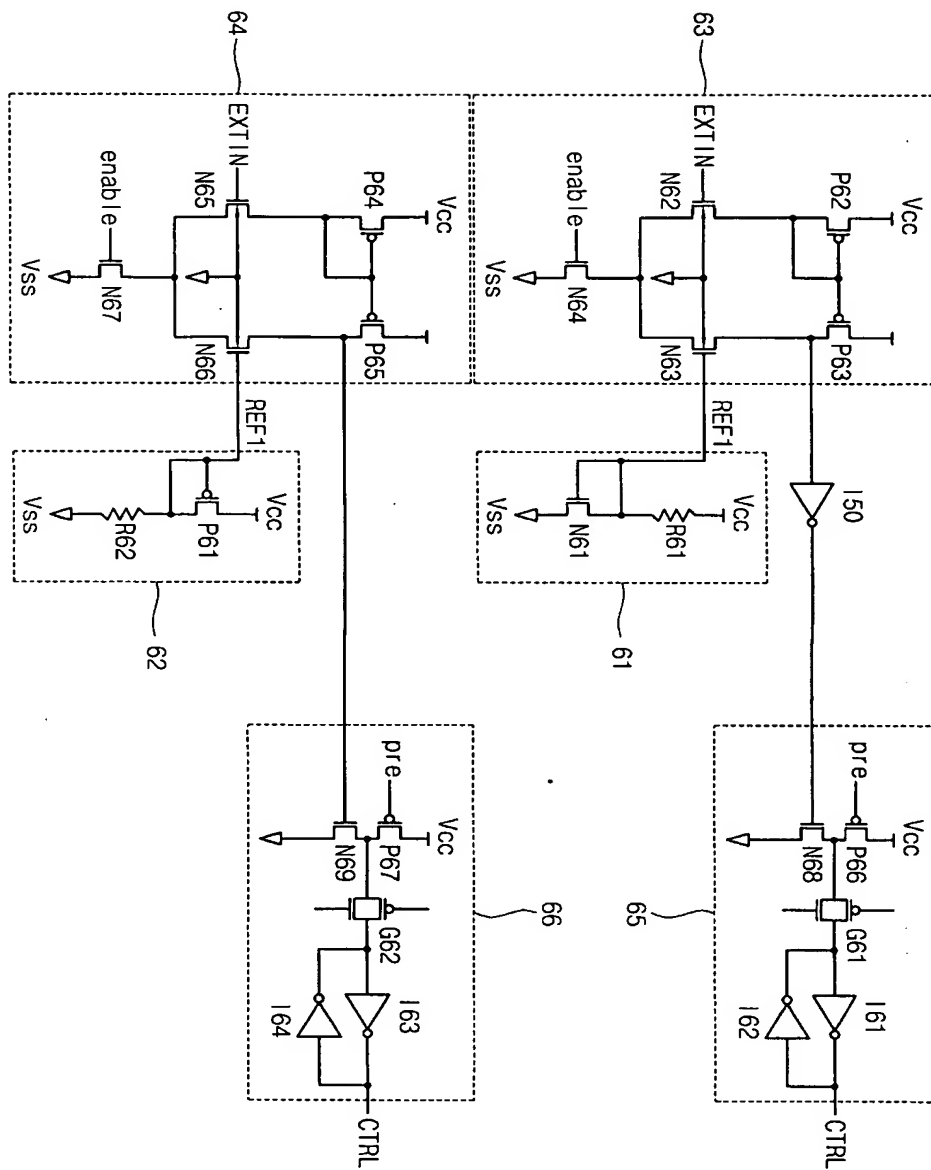 64
EXTIN
enable
N65
P64
Vcc
P65
N66
N67
Vss
REF1
Vcc
P61
R62
Vss
62
63
EXTIN
enable
N62
P62
Vcc
P63
N63
N64
Vss
REF1
Vcc
R61
N61
Vss
61
I50
pre
Vcc
P67
N69
G62
I63
I64
CTRL
66
pre
Vcc
P66
N68
G61
I61
I62
CTRL
65